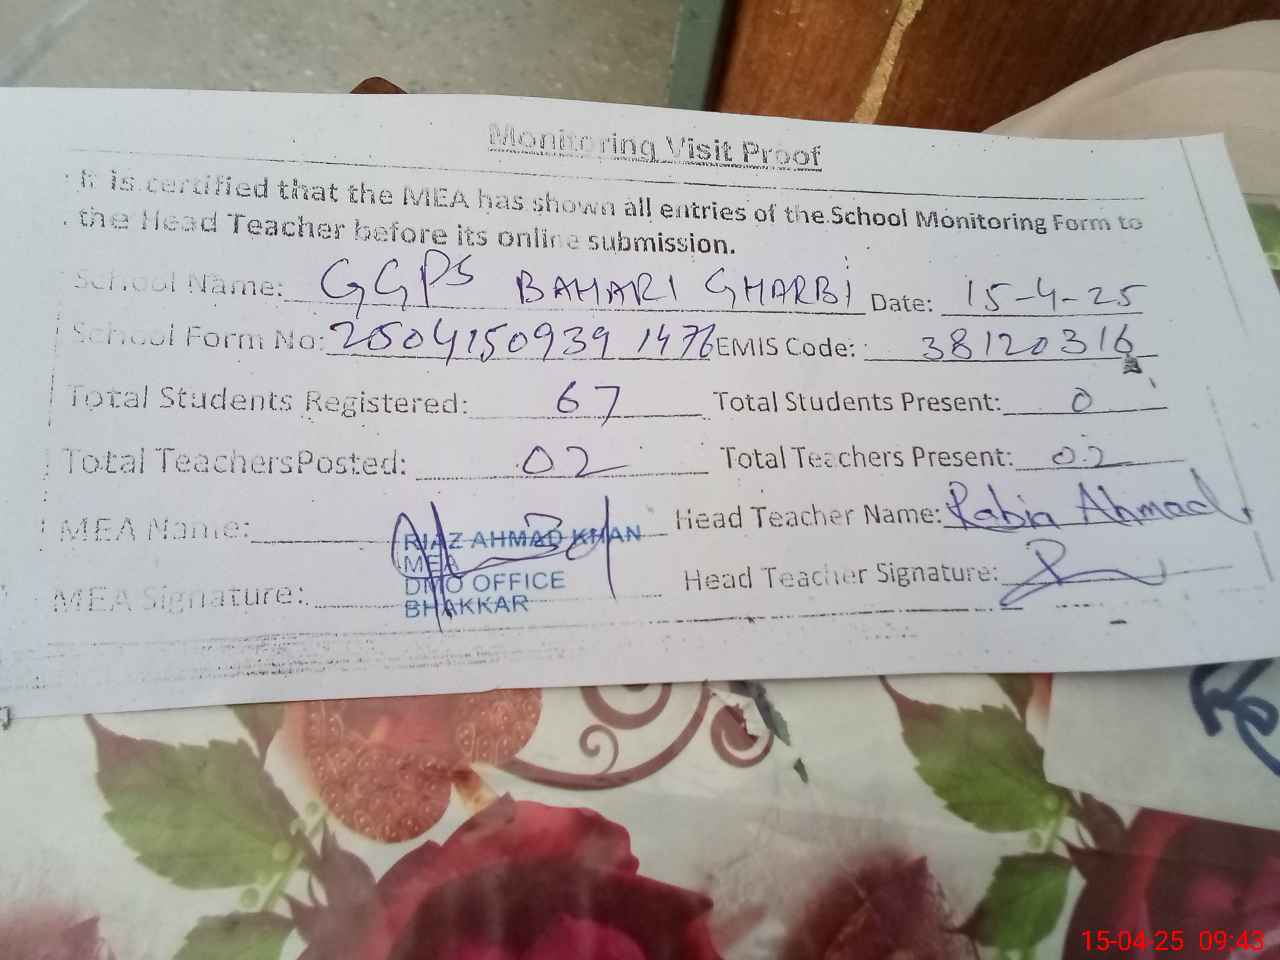 Monitoring Visit Proof
It is certified that the MEA has shown all entries of the School Monitoring Form to
the Head Teacher before its online submission.
School Name: GGPS BAHARI GHARBI Date: 15-4-25
School Form No: 25041509391476 EMIS Code: 38120316
Total Students Registered: 67 Total Students Present: 0
Total Teachers Posted: 02 Total Teachers Present: 02
MEA Name: RIAZ AHMAD KHAN Head Teacher Name: Rabia Ahmad
MEA
DMO OFFICE
MEA Signature: BHAKKAR Head Teacher Signature:
15-04-25 09:43